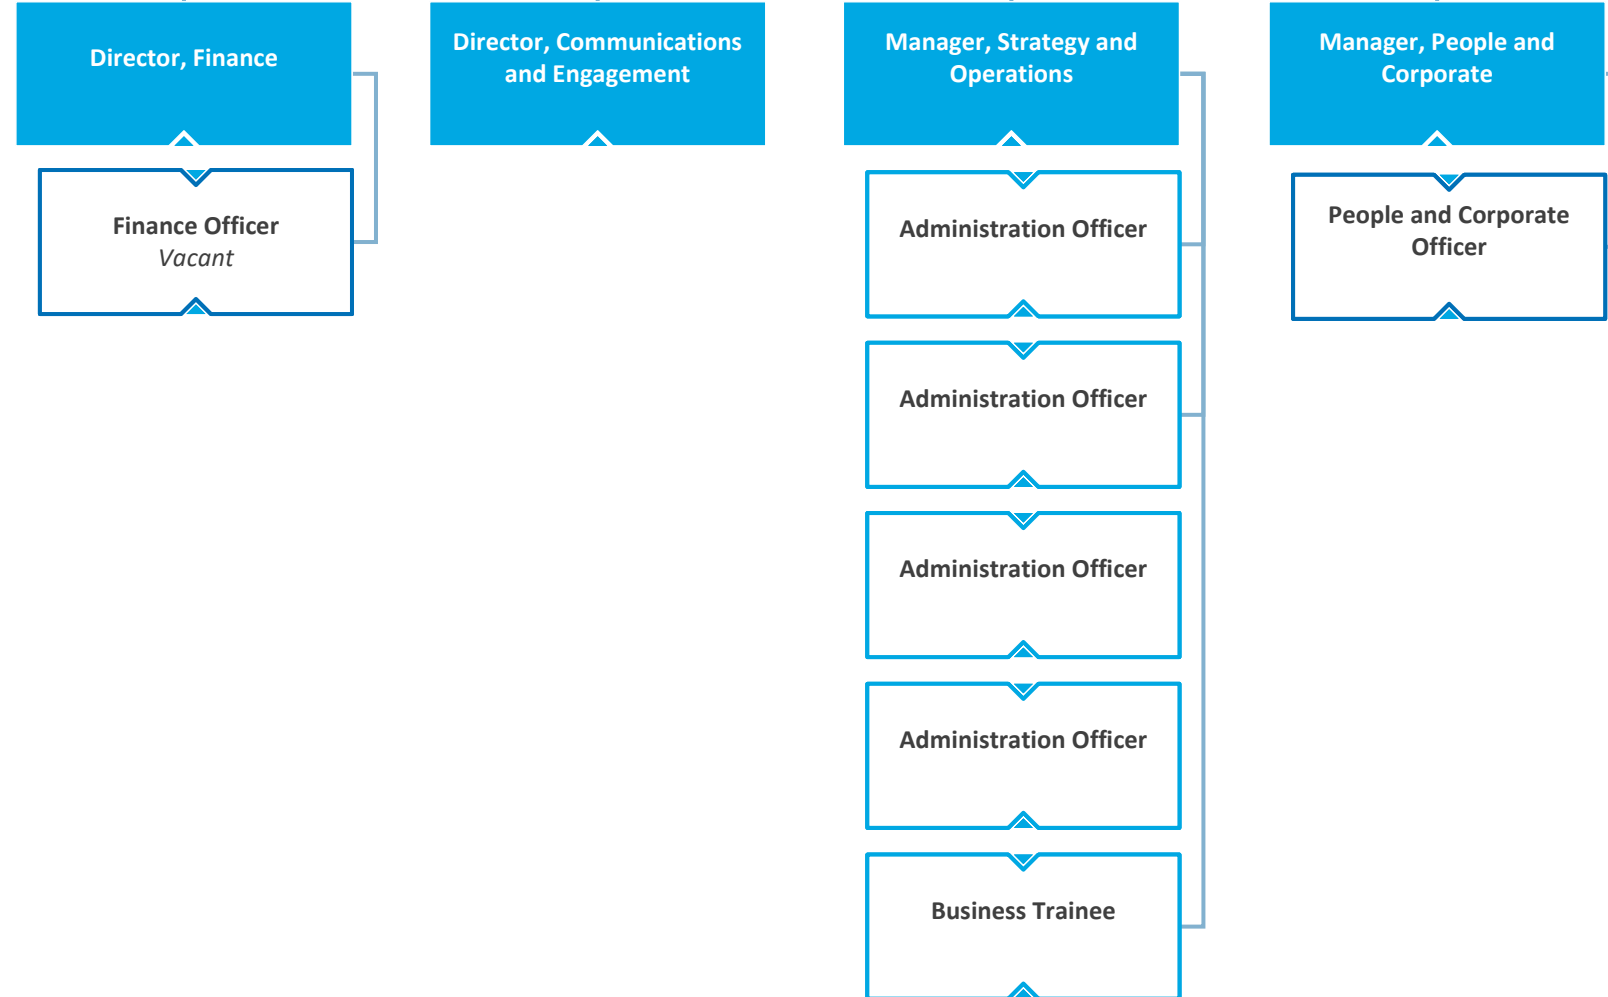 Director, Finance
Director, Communications
and Engagement
Manager, Strategy and
Operations
Manager, People and
Corporate
Finance Officer
Vacant
Administration Officer
People and Corporate
Officer
Administration Officer
Administration Officer
Administration Officer
Business Trainee